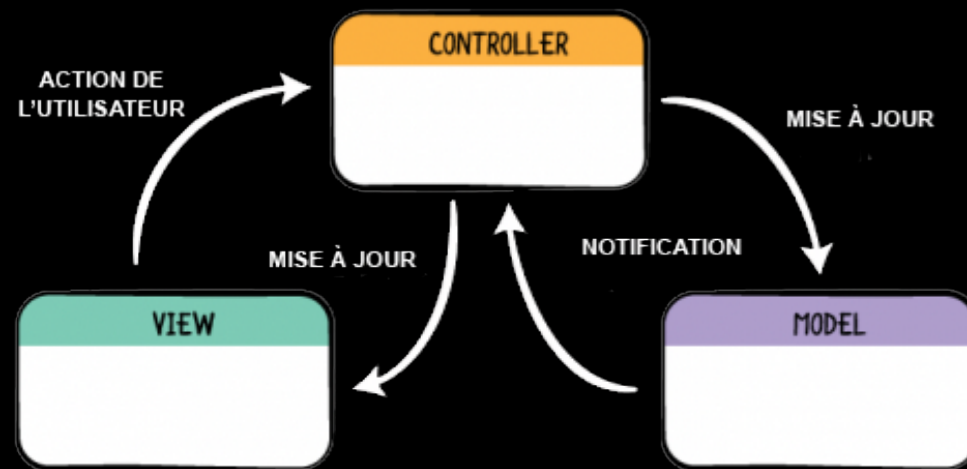 CONTROLLER
ACTION DE
L'UTILISATEUR
MISE À JOUR
MISE À JOUR
NOTIFICATION
VIEW
MODEL